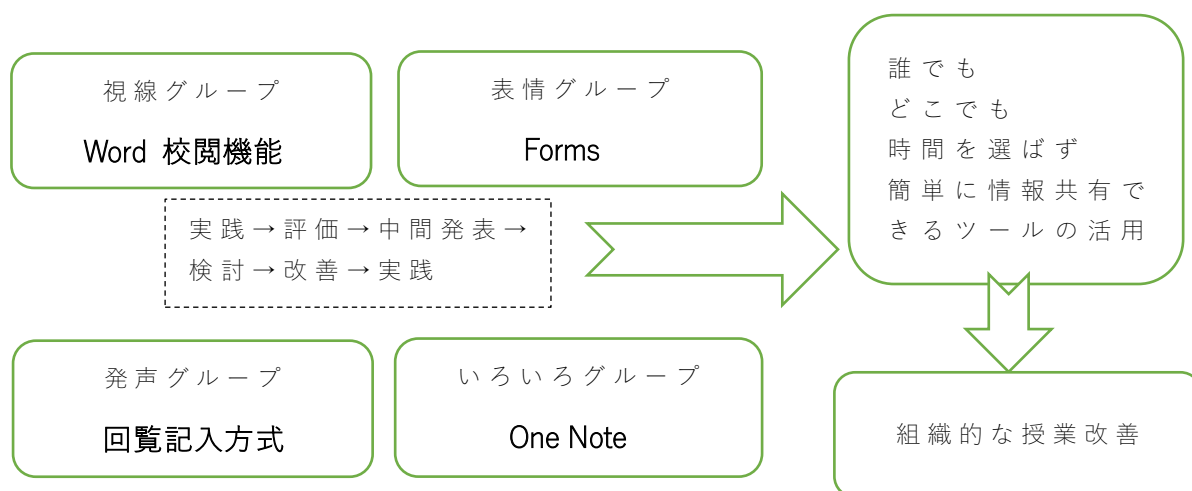 視線グループ
Word 校閲機能
表情グループ
Forms
実践→評価→中間発表→
検討→改善→実践
発声グループ
回覧記入方式
いろいろグループ
One Note
誰でも
どこでも
時間を選ばず
簡単に情報共有で
きるツールの活用
組織的な授業改善